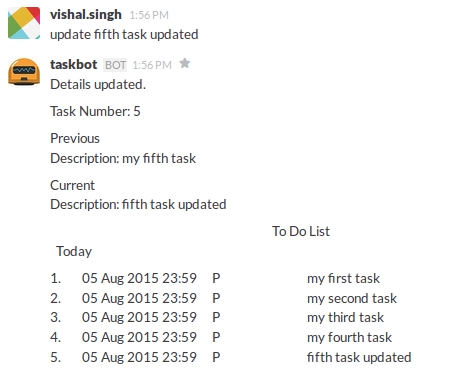 vishal.singh 1:56 PM
update fifth task updated
taskbot BOT 1:56 PM
Details updated.
Task Number: 5
Previous
Description: my fifth task
Current
Description: fifth task updated
To Do List
Today
1. 05 Aug 2015 23:59 P my first task
2. 05 Aug 2015 23:59 P my second task
3. 05 Aug 2015 23:59 P my third task
4. 05 Aug 2015 23:59 P my fourth task
5. 05 Aug 2015 23:59 P fifth task updated